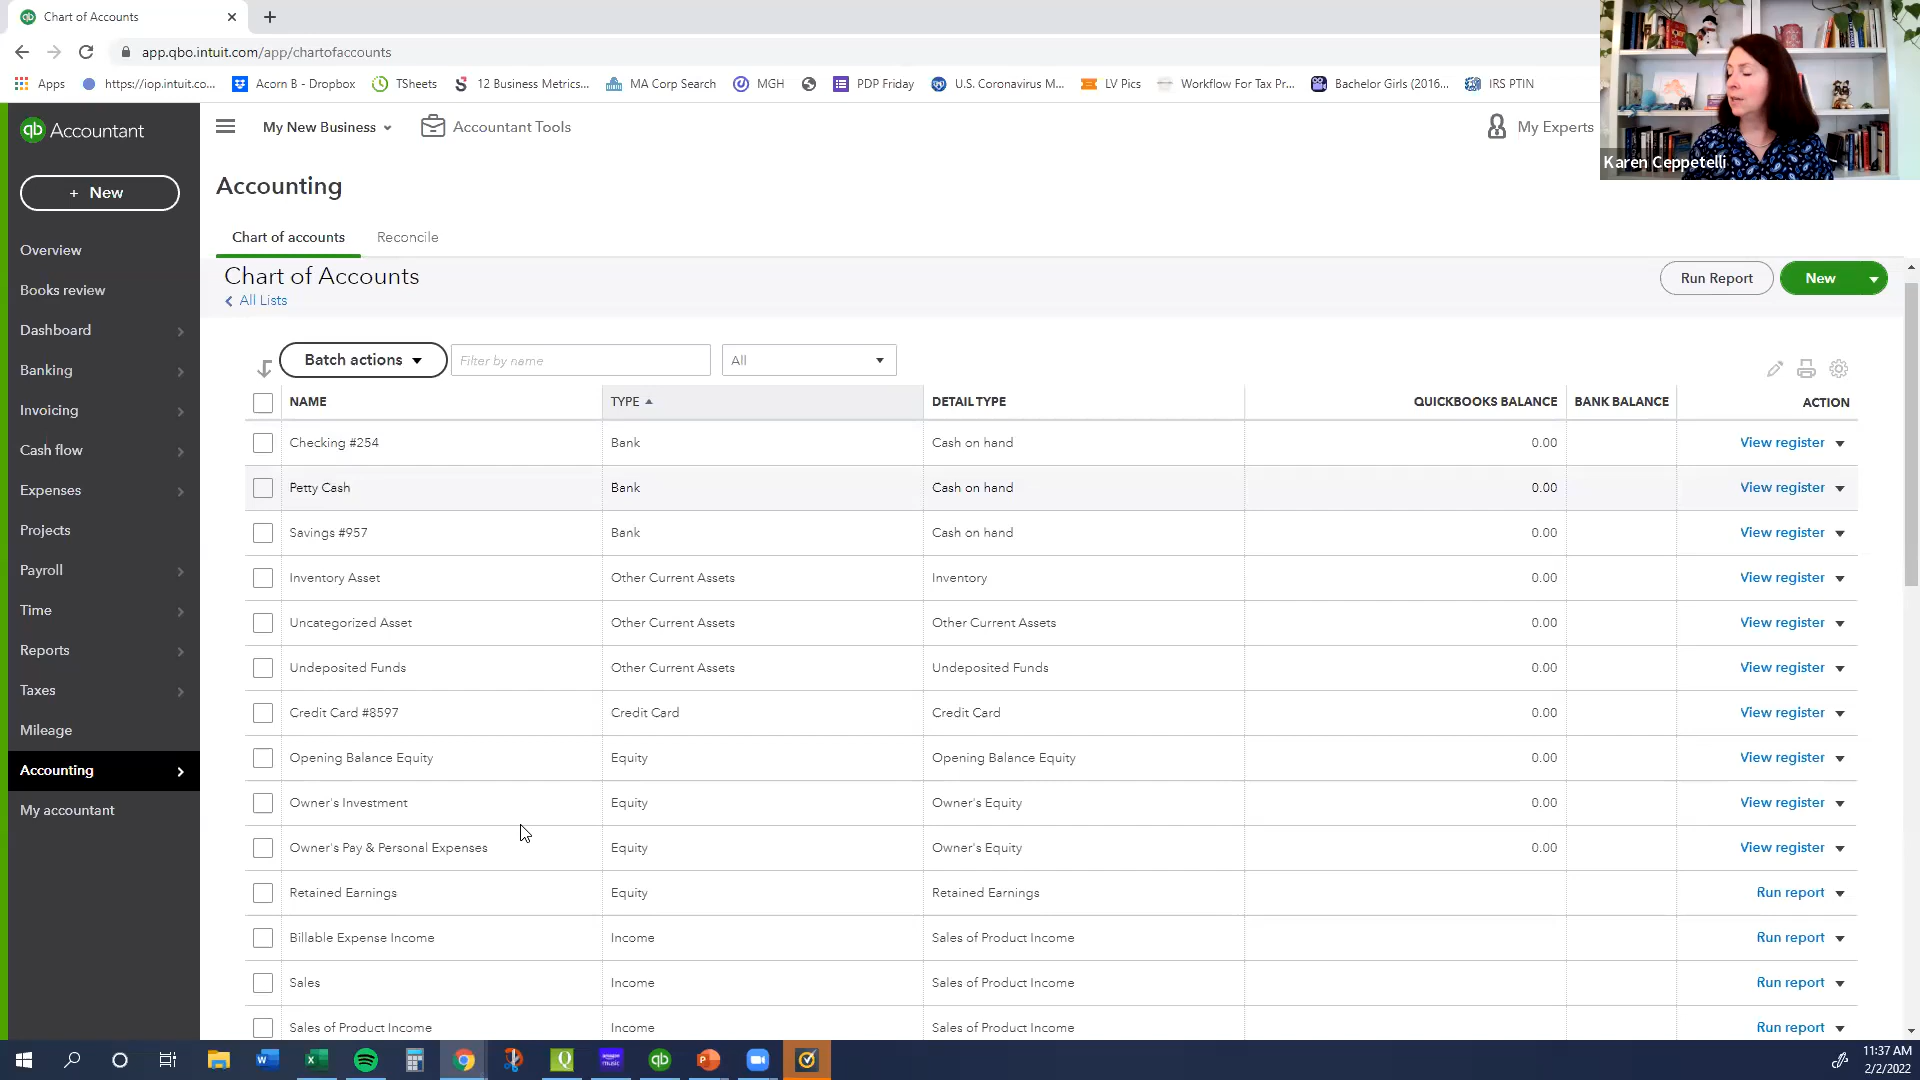 Chart of Accounts
app.qbo.intuit.com/app/chartofaccounts
Apps https://iop.intuit.co... Acorn B - Dropbox TSheets 12 Business Metrics... MA Corp Search MGH PDP Friday U.S. Coronavirus M... LV Pics Workflow For Tax Pr... Bachelor Girls (2016... IRS PTIN
Karen Ceppetelli
qb Accountant
My New Business Accountant Tools My Experts
+ New
Overview
Books review
Dashboard
Banking
Invoicing
Cash flow
Expenses
Projects
Payroll
Time
Reports
Taxes
Mileage
Accounting
My accountant
Accounting
Chart of accounts Reconcile
Chart of Accounts
All Lists
Run Report New
Batch actions Filter by name All
NAME TYPE DETAIL TYPE QUICKBOOKS BALANCE BANK BALANCE ACTION
Checking #254 Bank Cash on hand 0.00 View register
Petty Cash Bank Cash on hand 0.00 View register
Savings #957 Bank Cash on hand 0.00 View register
Inventory Asset Other Current Assets Inventory 0.00 View register
Uncategorized Asset Other Current Assets Other Current Assets 0.00 View register
Undeposited Funds Other Current Assets Undeposited Funds 0.00 View register
Credit Card #8597 Credit Card Credit Card 0.00 View register
Opening Balance Equity Equity Opening Balance Equity 0.00 View register
Owner's Investment Equity Owner's Equity 0.00 View register
Owner's Pay & Personal Expenses Equity Owner's Equity 0.00 View register
Retained Earnings Equity Retained Earnings Run report
Billable Expense Income Income Sales of Product Income Run report
Sales Income Sales of Product Income Run report
Sales of Product Income Income Sales of Product Income Run report
11:37 AM
2/2/2022